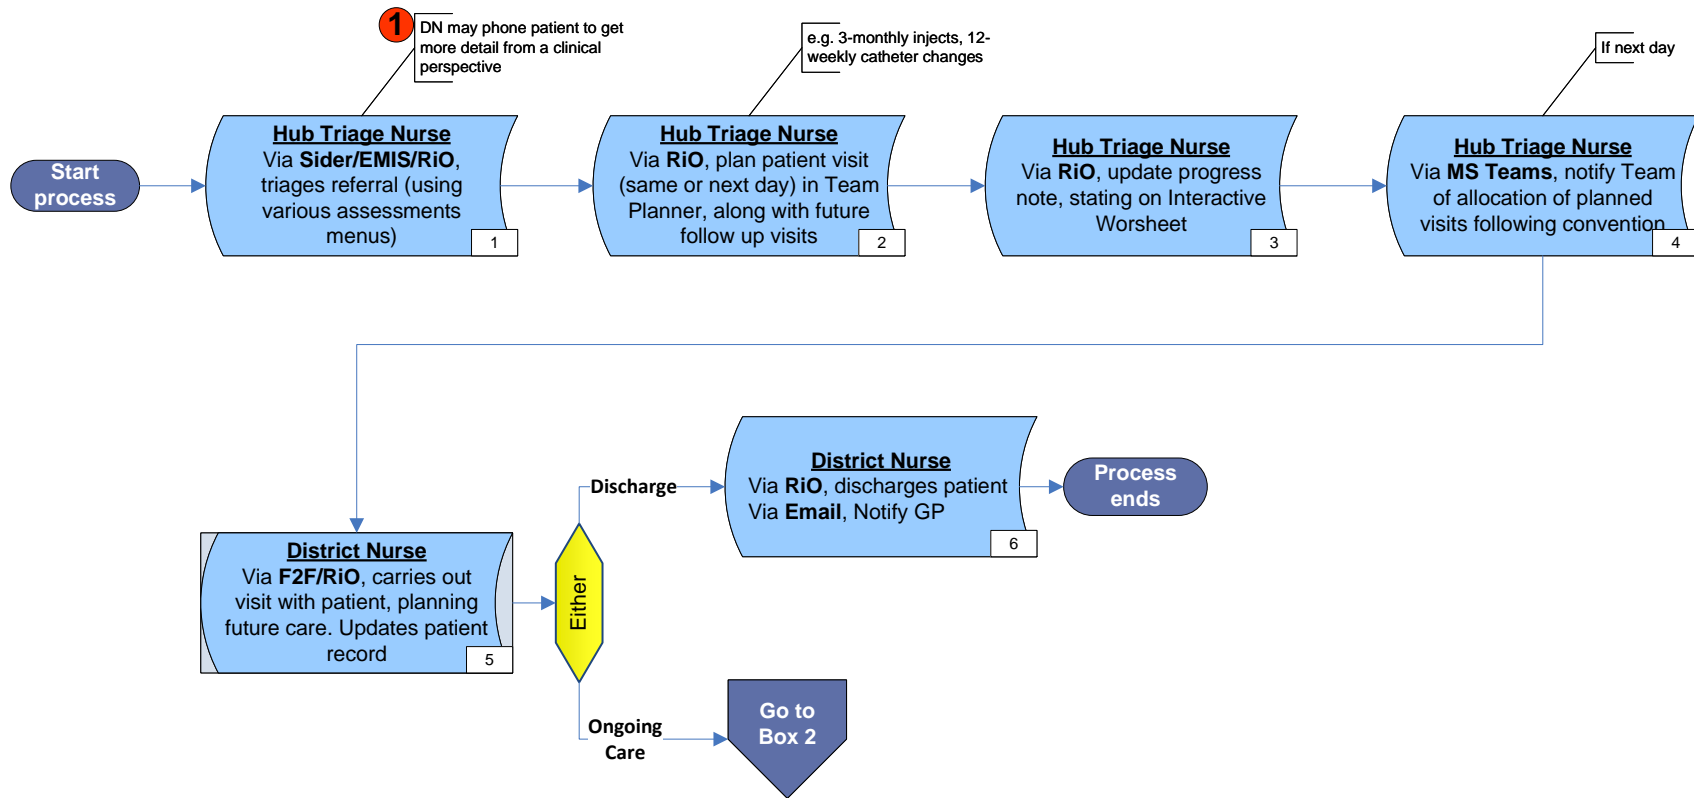 1
DN may phone patient to get
more detail from a clinical
perspective
e.g. 3-monthly injects, 12-
weekly catheter changes
If next day
Start
process
Hub Triage Nurse
Via Sider/EMIS/RiO,
triages referral (using
various assessments
menus)
1
Hub Triage Nurse
Via RiO, plan patient visit
(same or next day) in Team
Planner, along with future
follow up visits
2
Hub Triage Nurse
Via RiO, update progress
note, stating on Interactive
Worsheet
3
Hub Triage Nurse
Via MS Teams, notify Team
of allocation of planned
visits following convention
4
District Nurse
Via F2F/RiO, carries out
visit with patient, planning
future care. Updates patient
record
5
Either
Discharge
District Nurse
Via RiO, discharges patient
Via Email, Notify GP
6
Process
ends
Ongoing
Care
Go to
Box 2